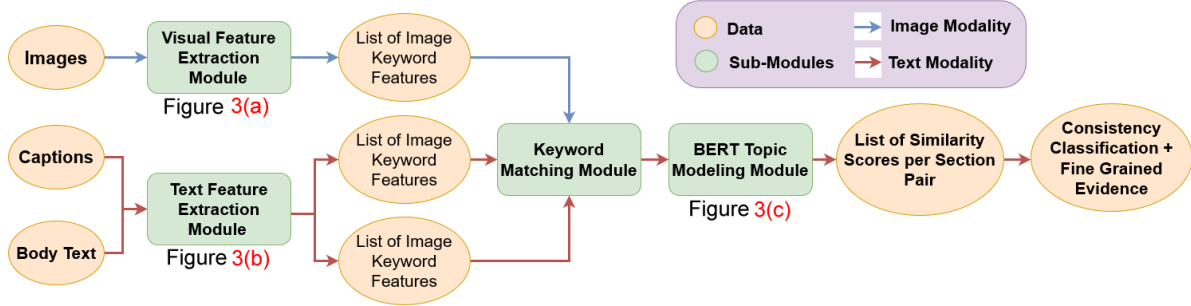 Images
Visual Feature
Extraction
Module
Figure 3(a)
List of Image
Keyword
Features
Data
Sub-Modules
Image Modality
Text Modality
Captions
Body Text
Text Feature
Extraction
Module
Figure 3(b)
List of Image
Keyword
Features
List of Image
Keyword
Features
Keyword
Matching Module
BERT Topic
Modeling Module
Figure 3(c)
List of Similarity
Scores per Section
Pair
Consistency
Classification +
Fine Grained
Evidence